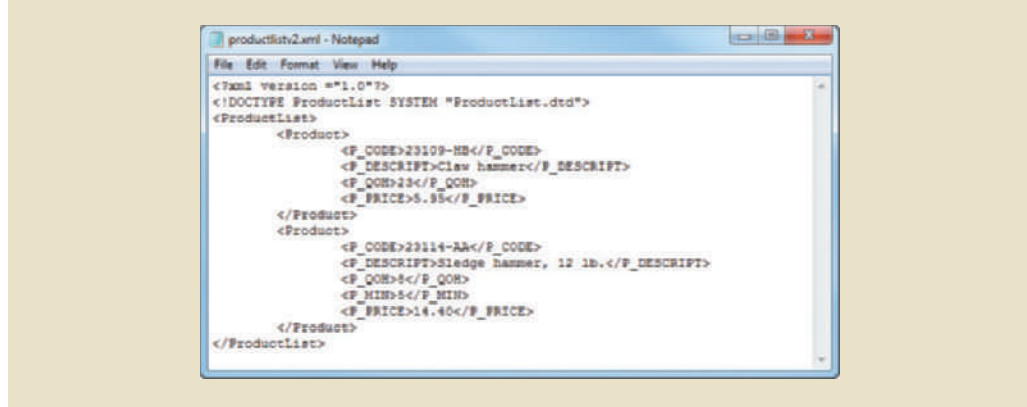 productlistv2.xml - Notepad
File Edit Format View Help
<?xml version ="1.0"?>
<!DOCTYPE ProductList SYSTEM "ProductList.dtd">
<ProductList>
<Product>
<P_CODE>23109-HB</P_CODE>
<P_DESCRIPT>Claw hammer</P_DESCRIPT>
<P_QOH>23</P_QOH>
<P_PRICE>5.95</P_PRICE>
</Product>
<Product>
<P_CODE>23114-AA</P_CODE>
<P_DESCRIPT>Sledge hammer, 12 lb.</P_DESCRIPT>
<P_QOH>8</P_QOH>
<P_MIN>5</P_MIN>
<P_PRICE>14.40</P_PRICE>
</Product>
</ProductList>